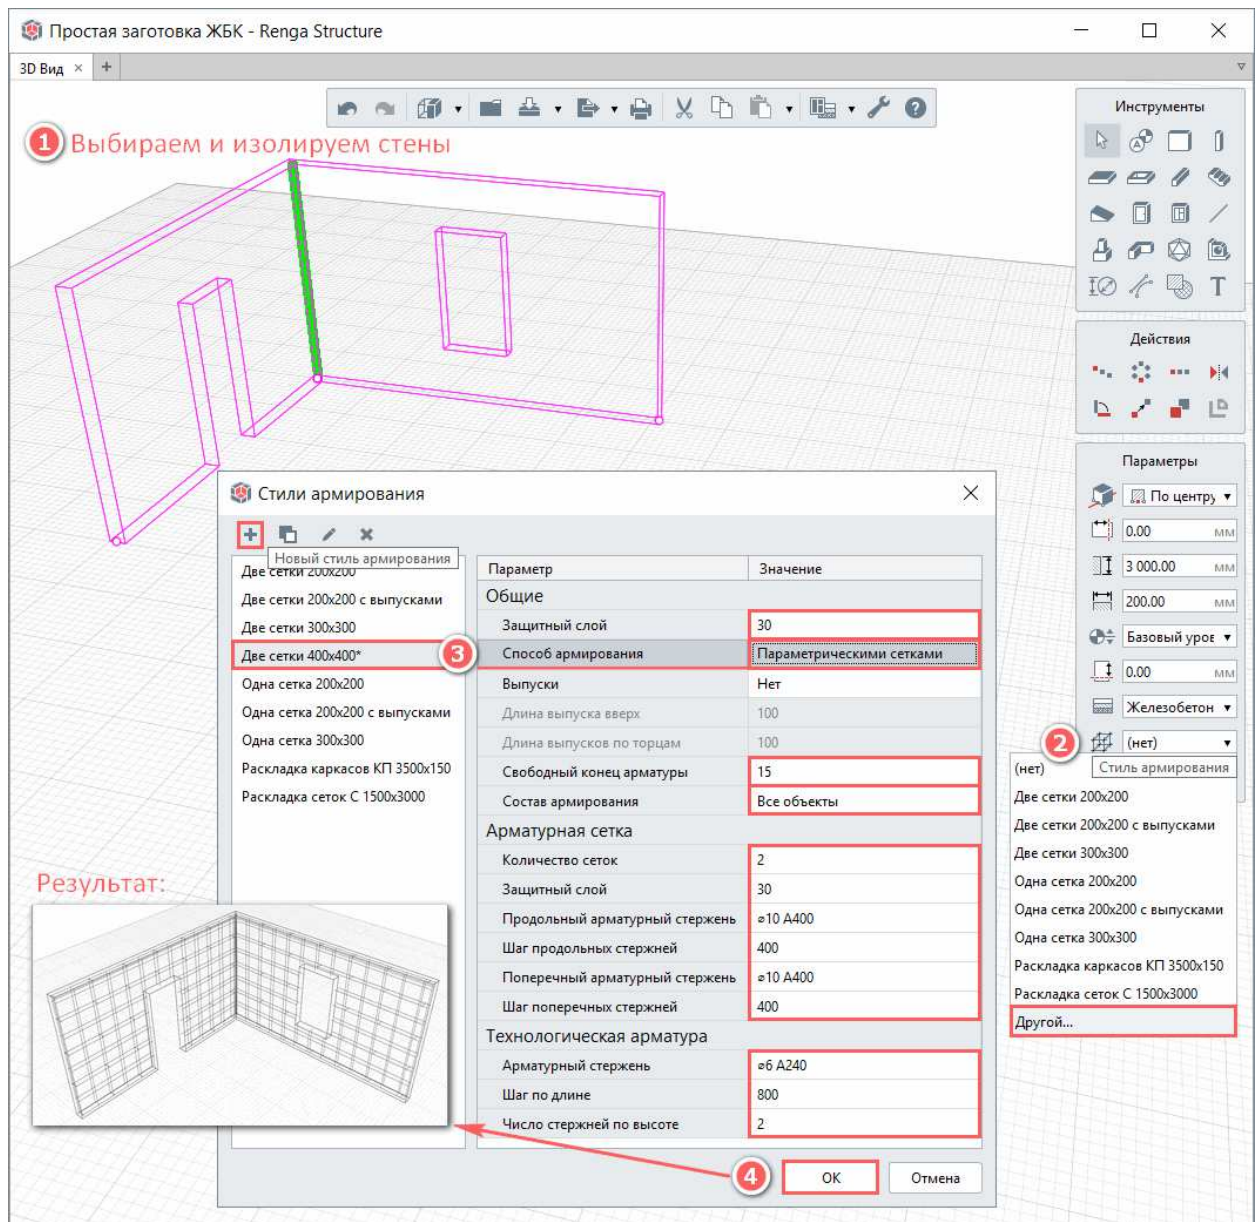 Простая заготовка ЖБК - Renga Structure
3D Вид × +
Инструменты
1 Выбираем и изолируем стены
Действия
Параметры
По центру
0.00 мм
3 000.00 мм
200.00 мм
Базовый урое
0.00 мм
Железобетон
2 (нет)
Стиль армирования
(нет)
Две сетки 200x200
Две сетки 200x200 с выпусками
Две сетки 300x300
Одна сетка 200x200
Одна сетка 200x200 с выпусками
Одна сетка 300x300
Раскладка каркасов КП 3500x150
Раскладка сеток С 1500x3000
Другой...
Стили армирования
Новый стиль армирования
Две сетки 200x200
Две сетки 200x200 с выпусками
Две сетки 300x300
Две сетки 400x400* 3
Одна сетка 200x200
Одна сетка 200x200 с выпусками
Одна сетка 300x300
Раскладка каркасов КП 3500x150
Раскладка сеток С 1500x3000
Параметр Значение
Общие
Защитный слой 30
Способ армирования Параметрическими сетками
Выпуски Нет
Длина выпуска вверх 100
Длина выпусков по торцам 100
Свободный конец арматуры 15
Состав армирования Все объекты
Арматурная сетка
Количество сеток 2
Защитный слой 30
Продольный арматурный стержень ⌀10 A400
Шаг продольных стержней 400
Поперечный арматурный стержень ⌀10 A400
Шаг поперечных стержней 400
Технологическая арматура
Арматурный стержень ⌀6 A240
Шаг по длине 800
Число стержней по высоте 2
Результат:
4 OK Отмена